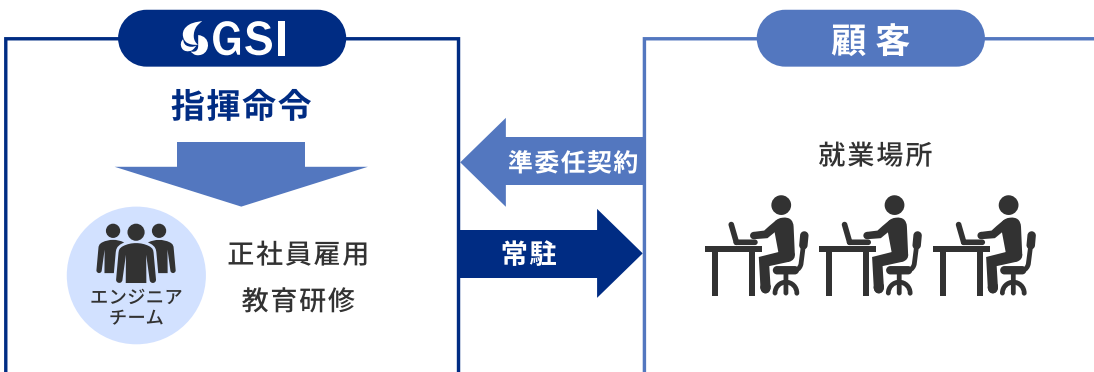 GSI
指揮命令
エンジニア
チーム
正社員雇用
教育研修
準委任契約
常駐
顧客
就業場所